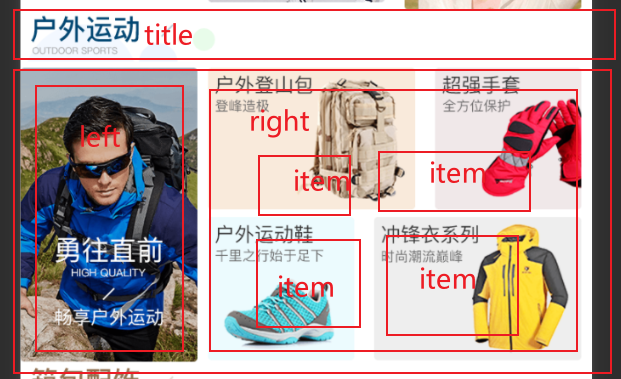 户外运动
OUTDOOR SPORTS
title
left
勇往直前
HIGH QUALITY
畅享户外运动
right
户外登山包
登峰造极
item
超强手套
全方位保护
item
户外运动鞋
千里之行始于足下
item
冲锋衣系列
时尚潮流巅峰
item